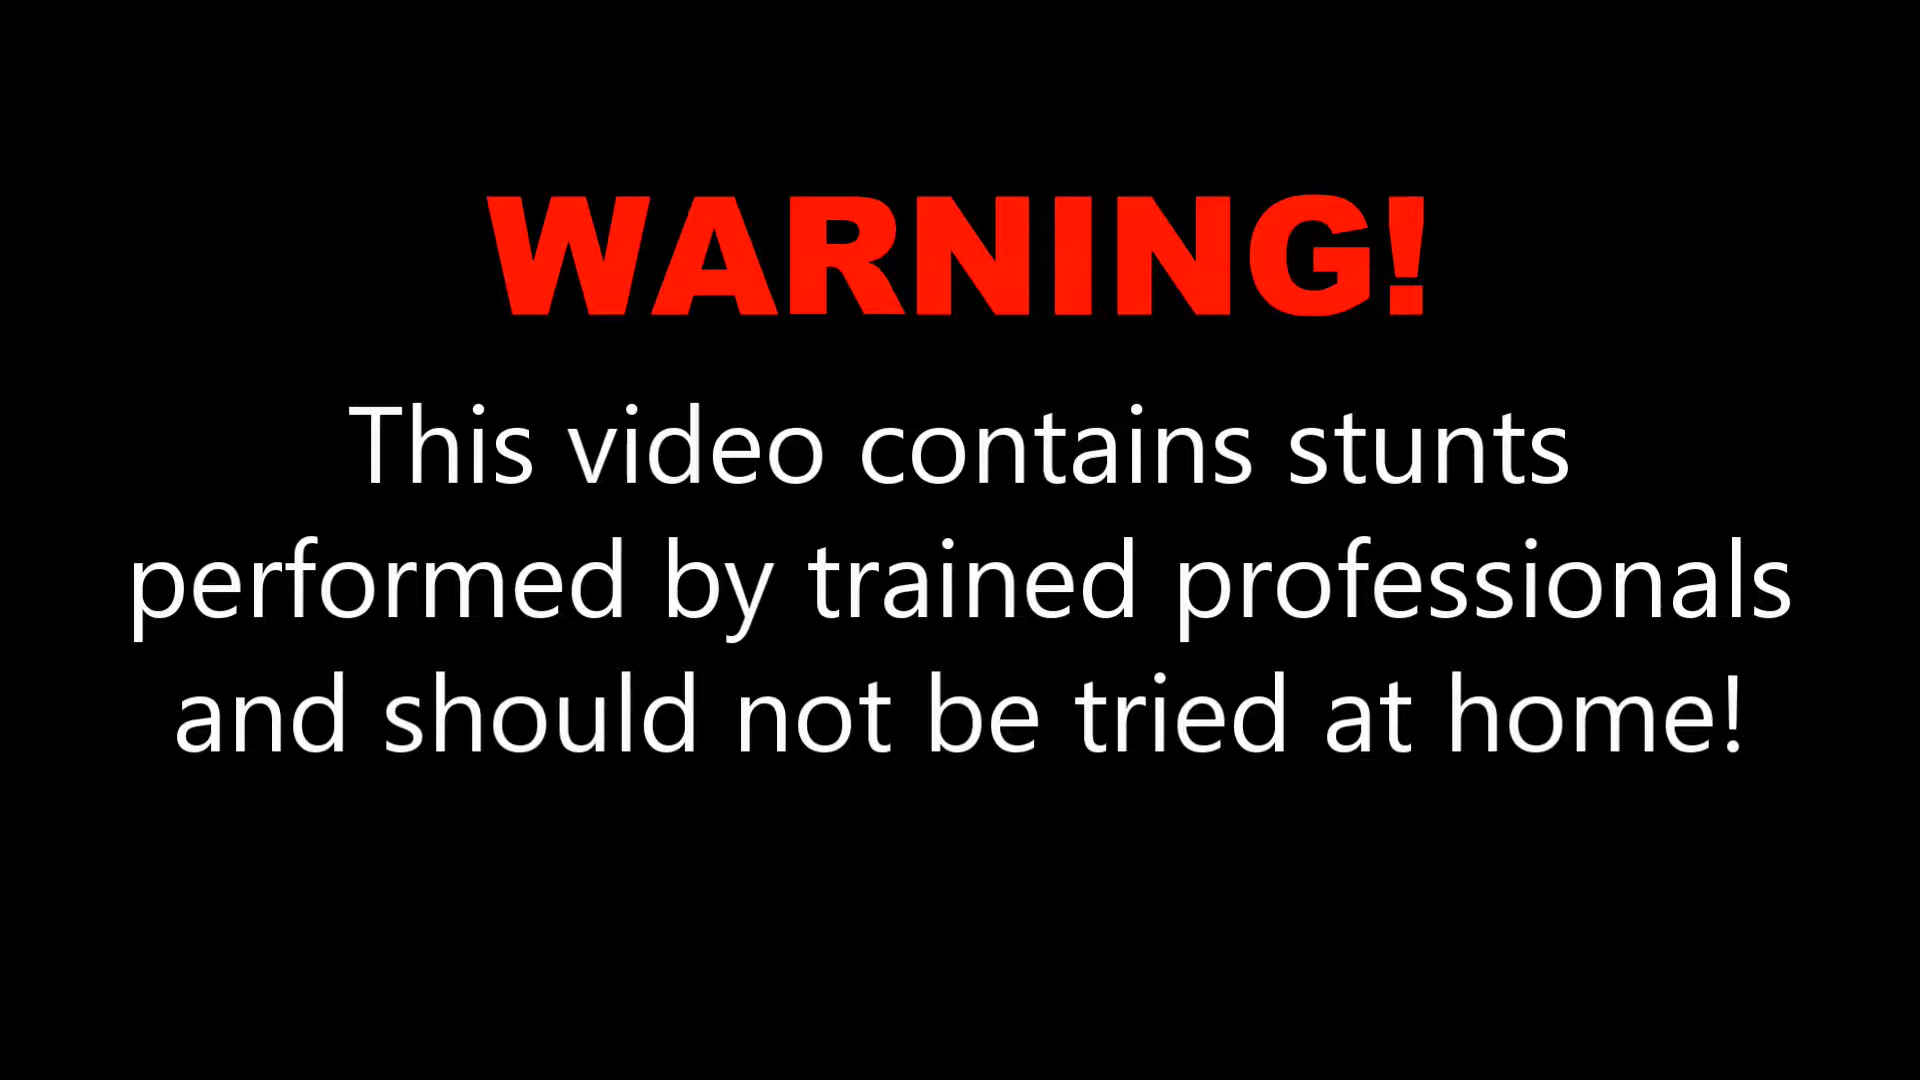 WARNING!
This video contains stunts
performed by trained professionals
and should not be tried at home!